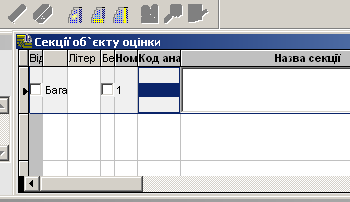 Секції об`єкту оцінки
Від Літер Бе Ном Код ана Назва секції
Бага 1